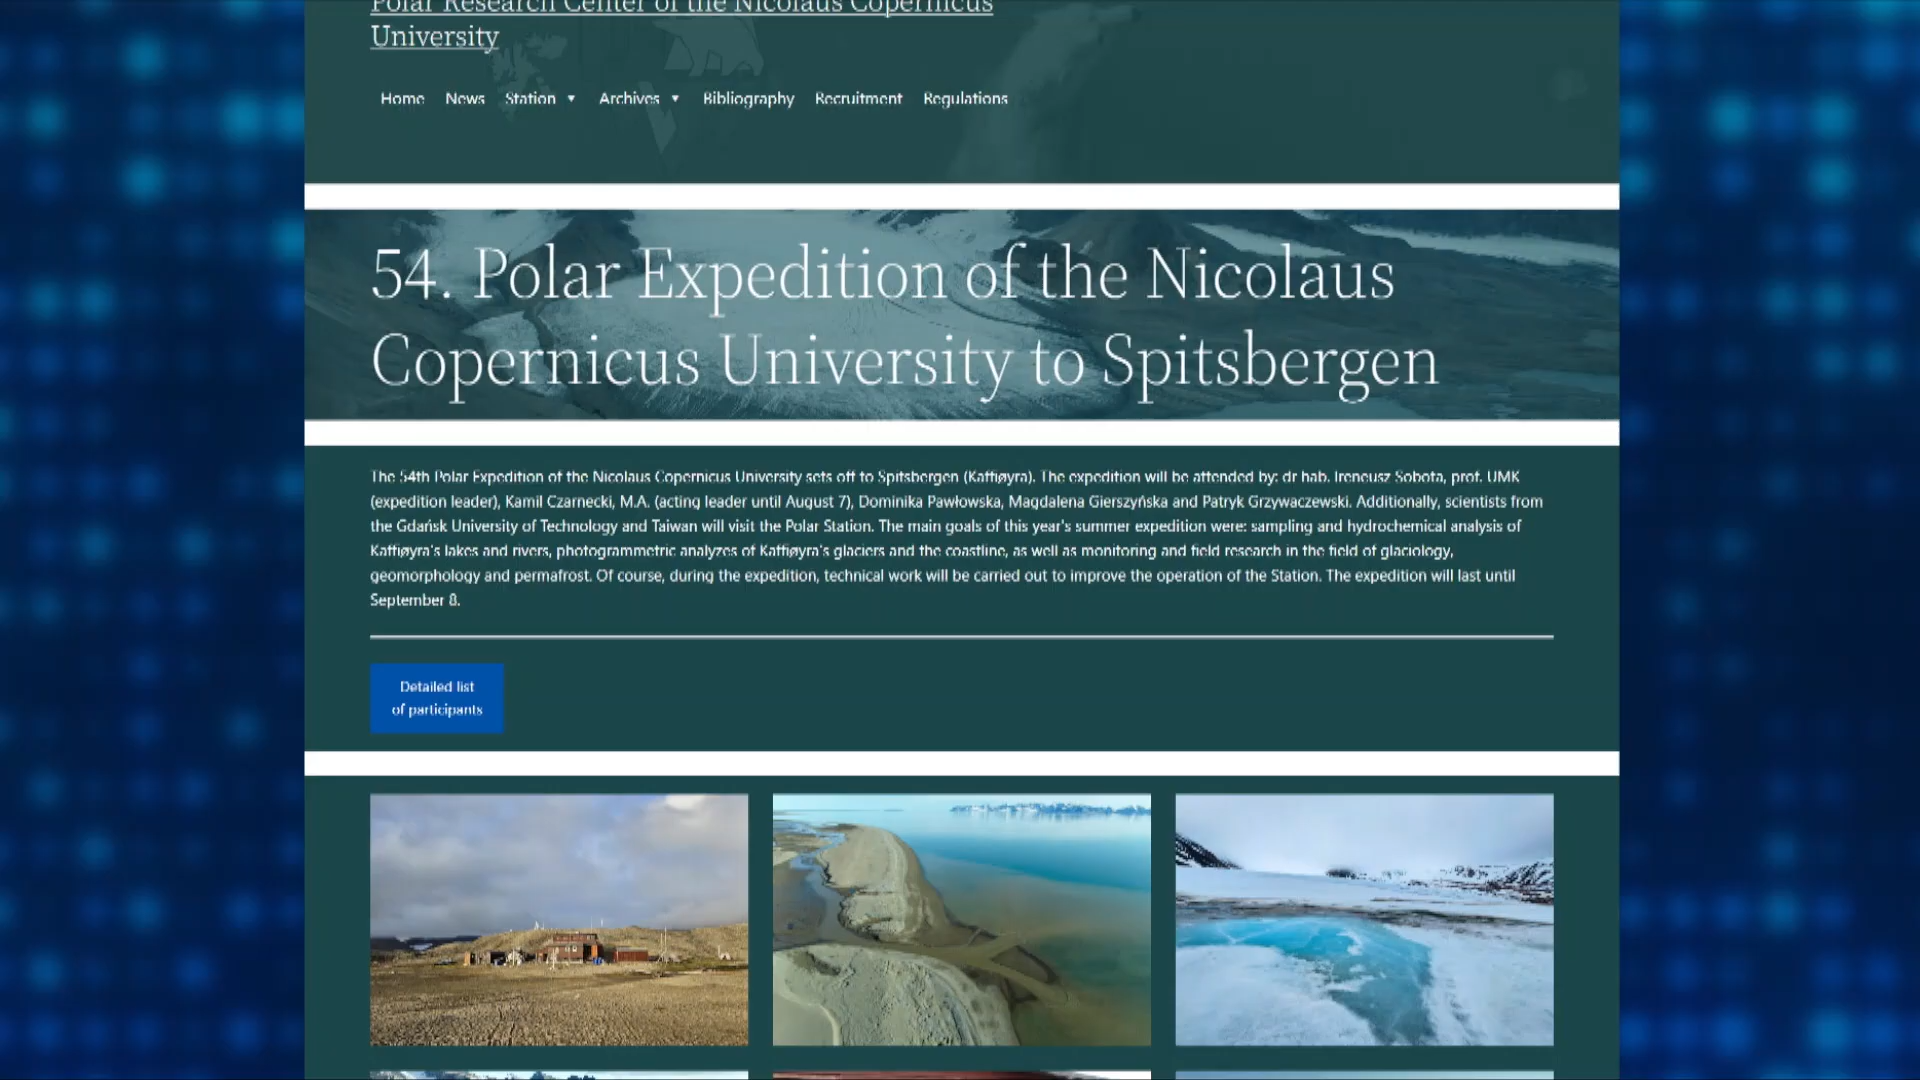 Polar Research Center of the Nicolaus Copernicus
University
Home News Station Archives Bibliography Recruitment Regulations
54. Polar Expedition of the Nicolaus
Copernicus University to Spitsbergen
The 54th Polar Expedition of the Nicolaus Copernicus University sets off to Spitsbergen (Kaffiøyra). The expedition will be attended by: dr hab. Ireneusz Sobota, prof. UMK
(expedition leader), Kamil Czarnecki, M.A. (acting leader until August 7), Dominika Pawłowska, Magdalena Gierszyńska and Patryk Grzywaczewski. Additionally, scientists from
the Gdańsk University of Technology and Taiwan will visit the Polar Station. The main goals of this year's summer expedition were: sampling and hydrochemical analysis of
Kaffiøyra's lakes and rivers, photogrammetric analyzes of Kaffiøyra's glaciers and the coastline, as well as monitoring and field research in the field of glaciology,
geomorphology and permafrost. Of course, during the expedition, technical work will be carried out to improve the operation of the Station. The expedition will last until
September 8.
Detailed list
of participants